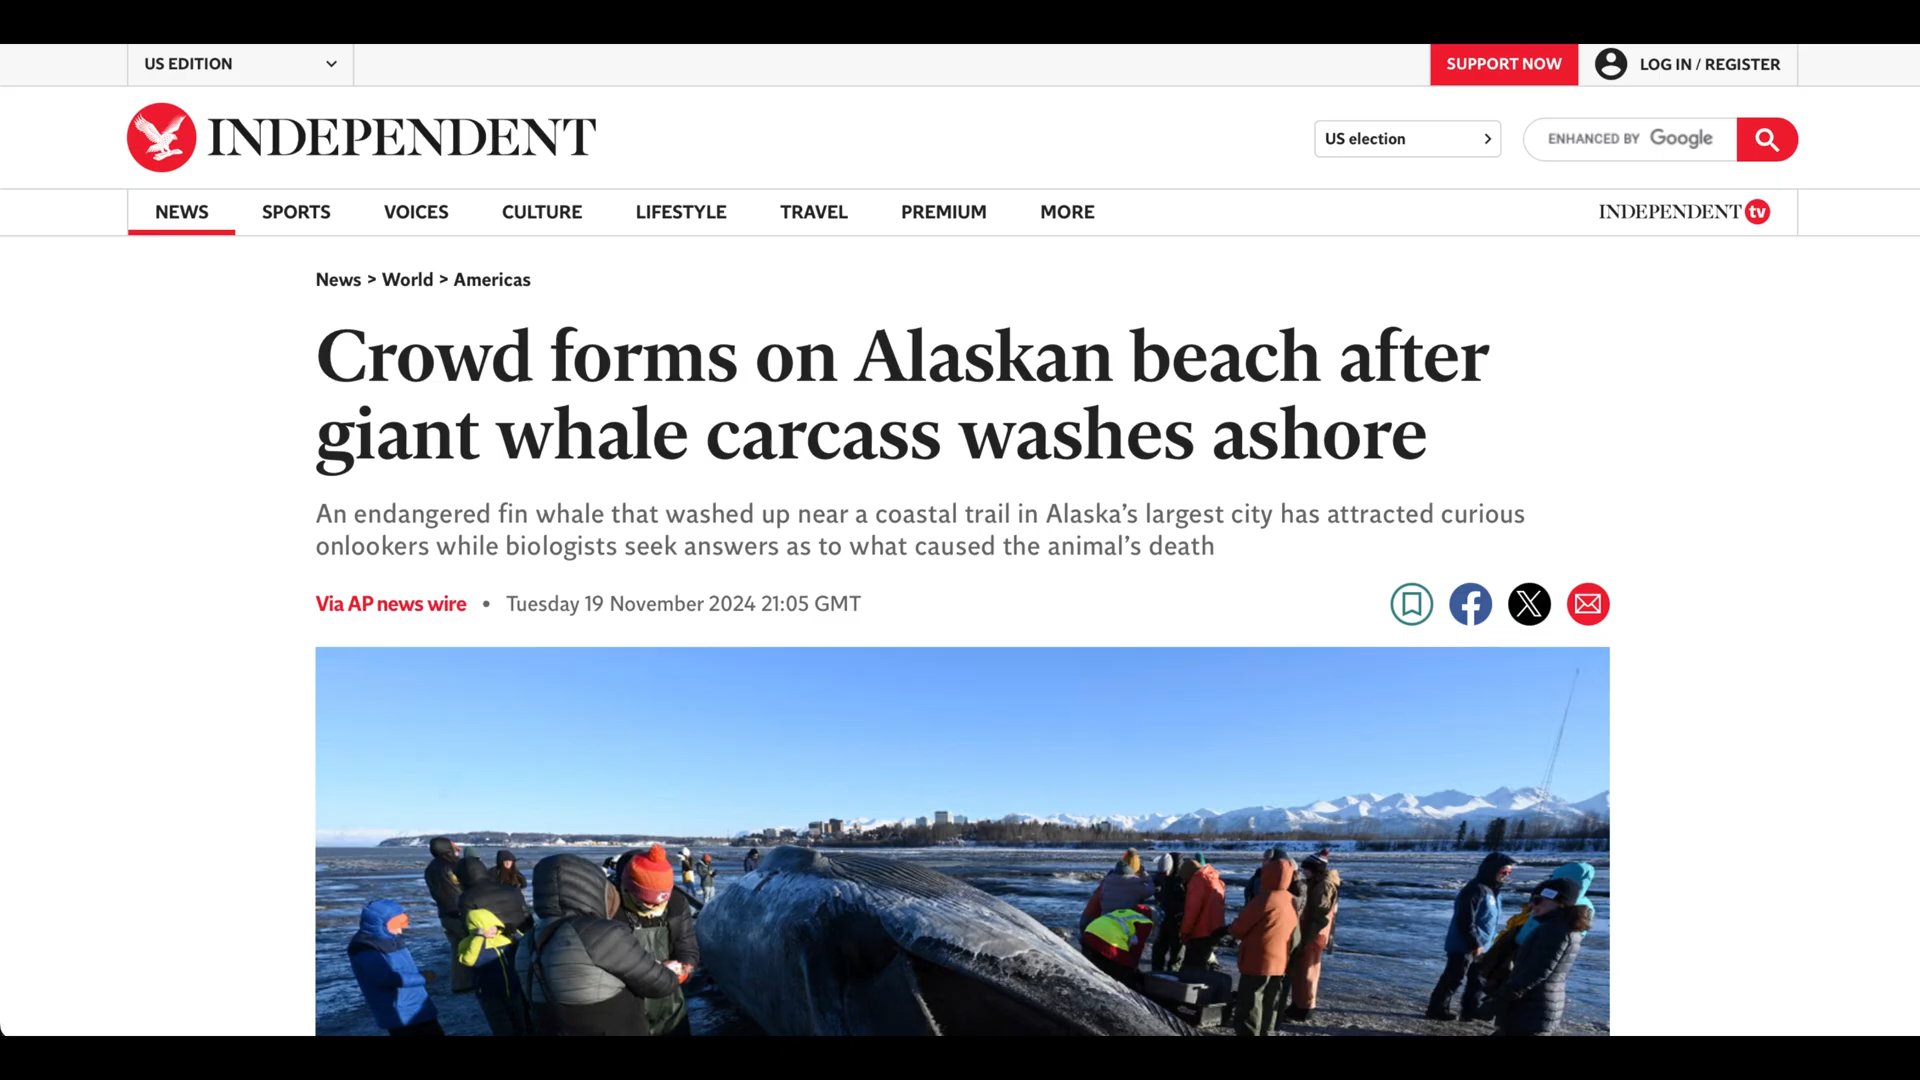 US EDITION
SUPPORT NOW
LOG IN / REGISTER
INDEPENDENT
US election
ENHANCED BY Google
NEWS SPORTS VOICES CULTURE LIFESTYLE TRAVEL PREMIUM MORE
INDEPENDENT tv
News > World > Americas
Crowd forms on Alaskan beach after
giant whale carcass washes ashore
An endangered fin whale that washed up near a coastal trail in Alaska’s largest city has attracted curious
onlookers while biologists seek answers as to what caused the animal’s death
Via AP news wire • Tuesday 19 November 2024 21:05 GMT